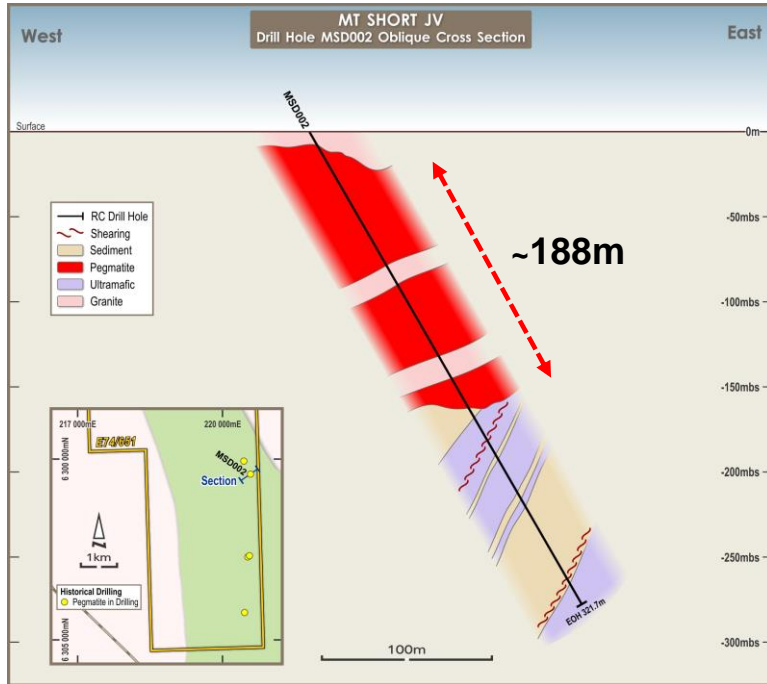 MT SHORT JV
Drill Hole MSD002 Oblique Cross Section
West
East
MSD002
Surface
0m
-50mbs
-100mbs
-150mbs
-200mbs
-250mbs
-300mbs
~188m
RC Drill Hole
Shearing
Sediment
Pegmatite
Ultramafic
Granite
EOH 321.7m
100m
217 000mE
220 000mE
E74/651
6 300 000mN
MSD002
Section
1km
Historical Drilling
Pegmatite in Drilling
6 305 000mN